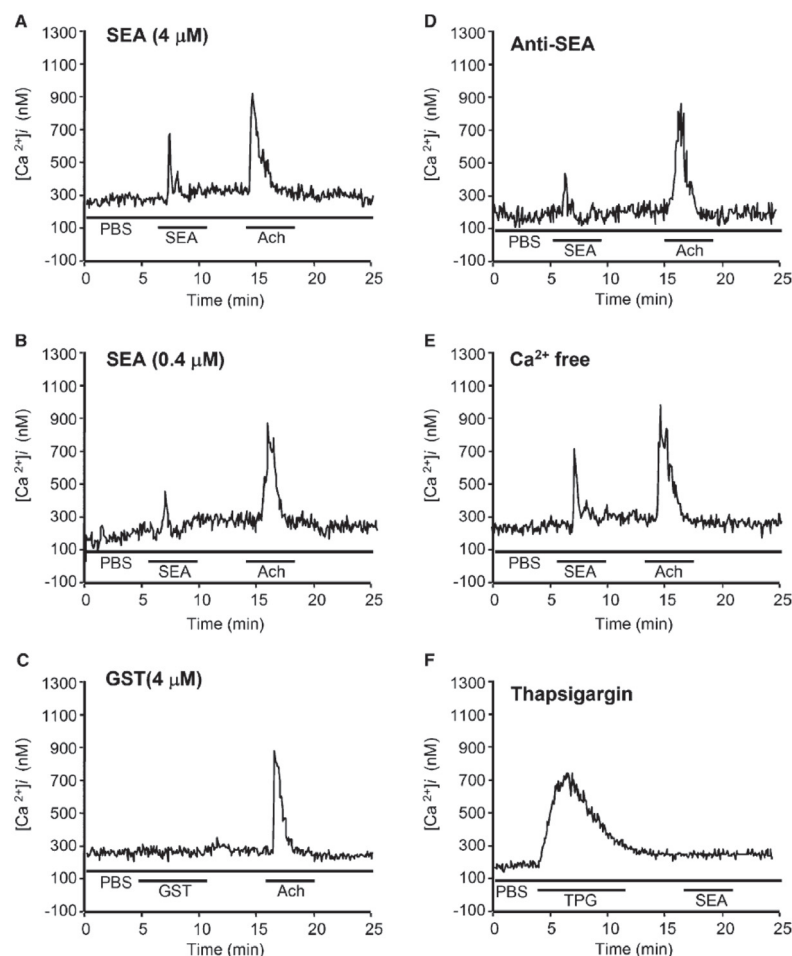 A
SEA (4 μM)
1300
1100
900
700
500
300
100
-100
[Ca 2+]i (nM)
PBS
SEA
Ach
0 5 10 15 20 25
Time (min)
B
SEA (0.4 μM)
1300
1100
900
700
500
300
100
-100
[Ca 2+]i (nM)
PBS
SEA
Ach
0 5 10 15 20 25
Time (min)
C
GST(4 μM)
1300
1100
900
700
500
300
100
-100
[Ca 2+]i (nM)
PBS
GST
Ach
0 5 10 15 20 25
Time (min)
D
Anti-SEA
1300
1100
900
700
500
300
100
-100
[Ca 2+]i (nM)
PBS
SEA
Ach
0 5 10 15 20 25
Time (min)
E
Ca2+ free
1300
1100
900
700
500
300
100
-100
[Ca 2+]i (nM)
PBS
SEA
Ach
0 5 10 15 20 25
Time (min)
F
Thapsigargin
1300
1100
900
700
500
300
100
-100
[Ca 2+]i (nM)
PBS
TPG
SEA
0 5 10 15 20 25
Time (min)